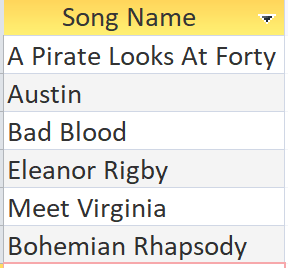 Song Name
A Pirate Looks At Forty
Austin
Bad Blood
Eleanor Rigby
Meet Virginia
Bohemian Rhapsody